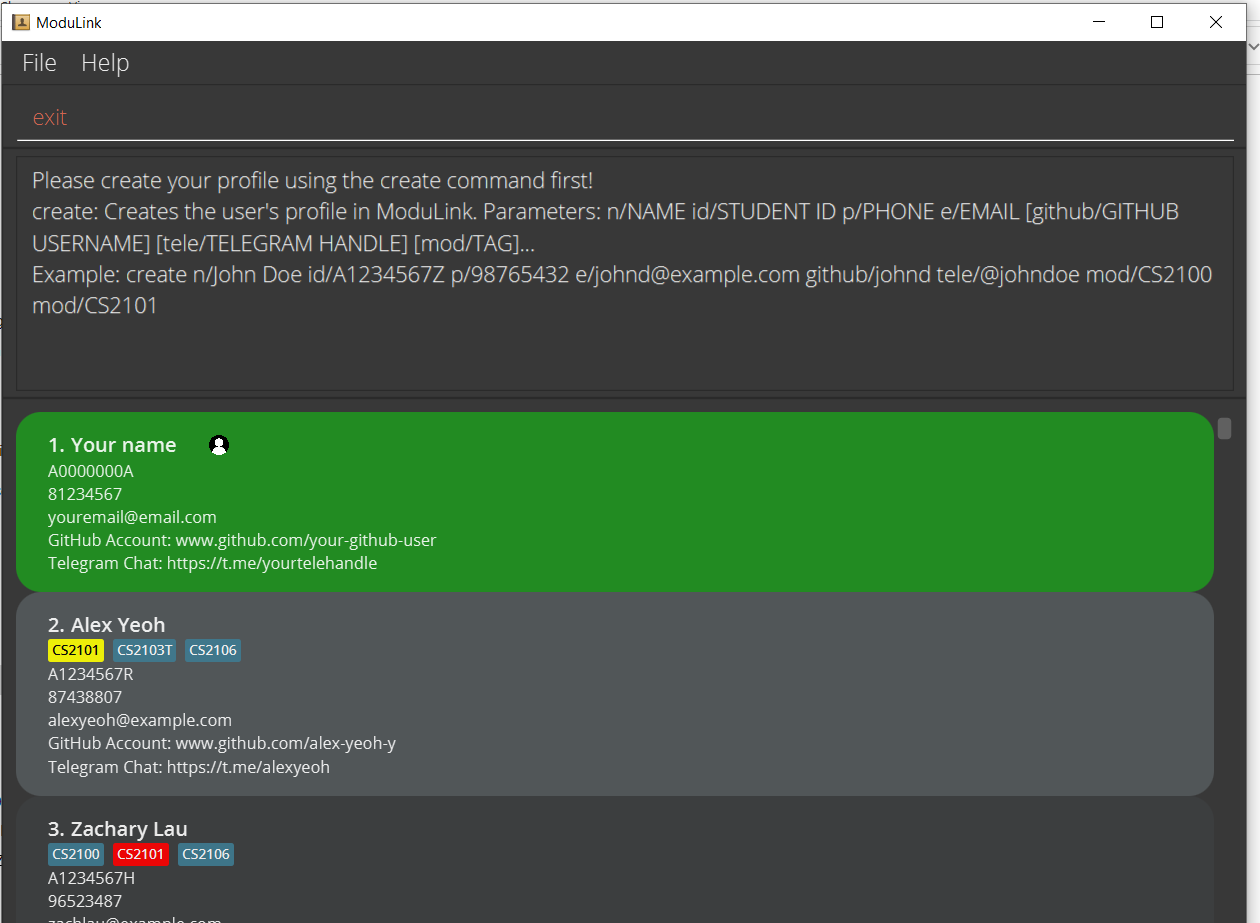 ModuLink
File Help
exit
Please create your profile using the create command first!
create: Creates the user's profile in ModuLink. Parameters: n/NAME id/STUDENT ID p/PHONE e/EMAIL [github/GITHUB
USERNAME] [tele/TELEGRAM HANDLE] [mod/TAG]...
Example: create n/John Doe id/A1234567Z p/98765432 e/johnd@example.com github/johnd tele/@johndoe mod/CS2100
mod/CS2101
1. Your name
A0000000A
81234567
youremail@email.com
GitHub Account: www.github.com/your-github-user
Telegram Chat: https://t.me/yourtelehandle
2. Alex Yeoh
CS2101 CS2103T CS2106
A1234567R
87438807
alexyeoh@example.com
GitHub Account: www.github.com/alex-yeoh-y
Telegram Chat: https://t.me/alexyeoh
3. Zachary Lau
CS2100 CS2101 CS2106
A1234567H
96523487
zachlau@example.com